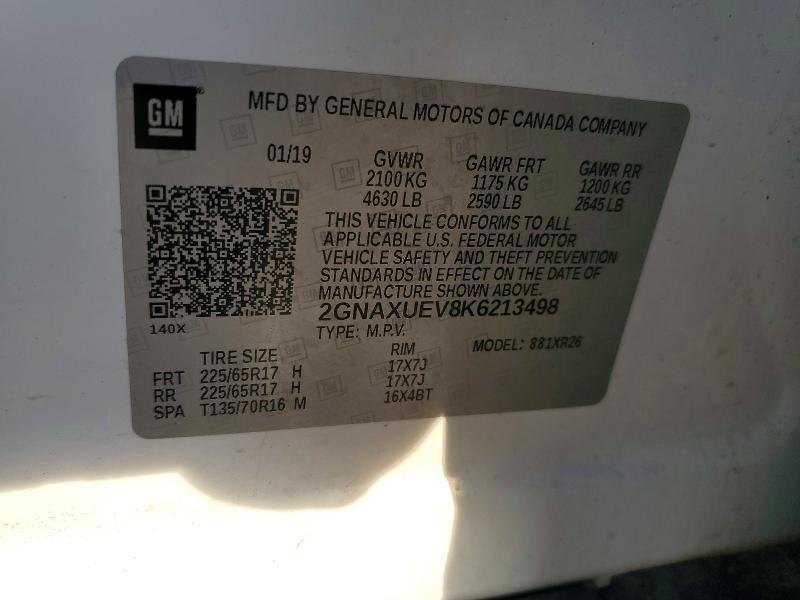 GM
MFD BY GENERAL MOTORS OF CANADA COMPANY
01/19 GVWR GAWR FRT GAWR RR
2100 KG 1175 KG 1200 KG
4630 LB 2590 LB 2645 LB
THIS VEHICLE CONFORMS TO ALL
APPLICABLE U.S. FEDERAL MOTOR
VEHICLE SAFETY AND THEFT PREVENTION
STANDARDS IN EFFECT ON THE DATE OF
MANUFACTURE SHOWN ABOVE.
2GNAXUEV8K6213498
140X TYPE: M.P.V. MODEL: 881XR26
TIRE SIZE RIM
FRT 225/65R17 H 17X7J
RR 225/65R17 H 17X7J
SPA T135/70R16 M 16X4BT